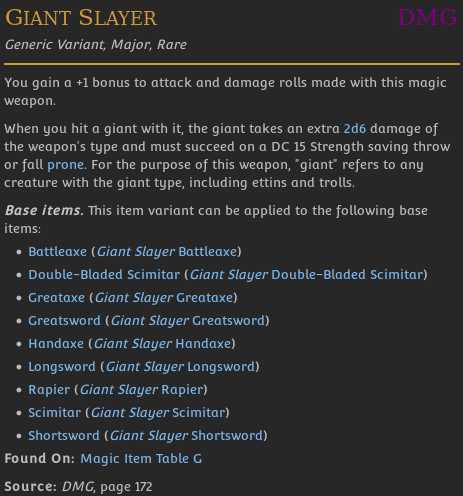 GIANT SLAYER DMG
Generic Variant, Major, Rare
You gain a +1 bonus to attack and damage rolls made with this magic
weapon.
When you hit a giant with it, the giant takes an extra 2d6 damage of
the weapon's type and must succeed on a DC 15 Strength saving throw
or fall prone. For the purpose of this weapon, "giant" refers to any
creature with the giant type, including ettins and trolls.
Base items. This item variant can be applied to the following base
items:
• Battleaxe (Giant Slayer Battleaxe)
• Double-Bladed Scimitar (Giant Slayer Double-Bladed Scimitar)
• Greataxe (Giant Slayer Greataxe)
• Greatsword (Giant Slayer Greatsword)
• Handaxe (Giant Slayer Handaxe)
• Longsword (Giant Slayer Longsword)
• Rapier (Giant Slayer Rapier)
• Scimitar (Giant Slayer Scimitar)
• Shortsword (Giant Slayer Shortsword)
Found On: Magic Item Table G
Source: DMG, page 172